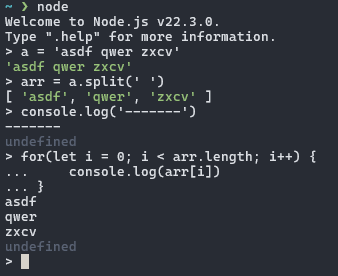 ~ ❯ node
Welcome to Node.js v22.3.0.
Type ".help" for more information.
> a = 'asdf qwer zxcv'
'asdf qwer zxcv'
> arr = a.split(' ')
[ 'asdf', 'qwer', 'zxcv' ]
> console.log('-------')
-------
undefined
> for(let i = 0; i < arr.length; i++) {
...     console.log(arr[i])
... }
asdf
qwer
zxcv
undefined
>